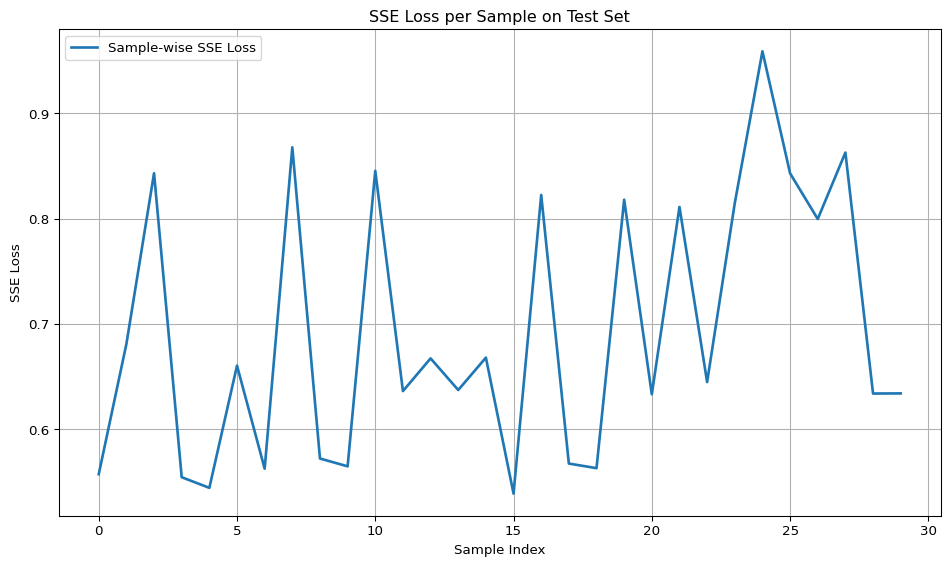 SSE Loss per Sample on Test Set
Sample-wise SSE Loss
0.9
0.8
0.7
0.6
SSE Loss
0 5 10 15 20 25 30
Sample Index